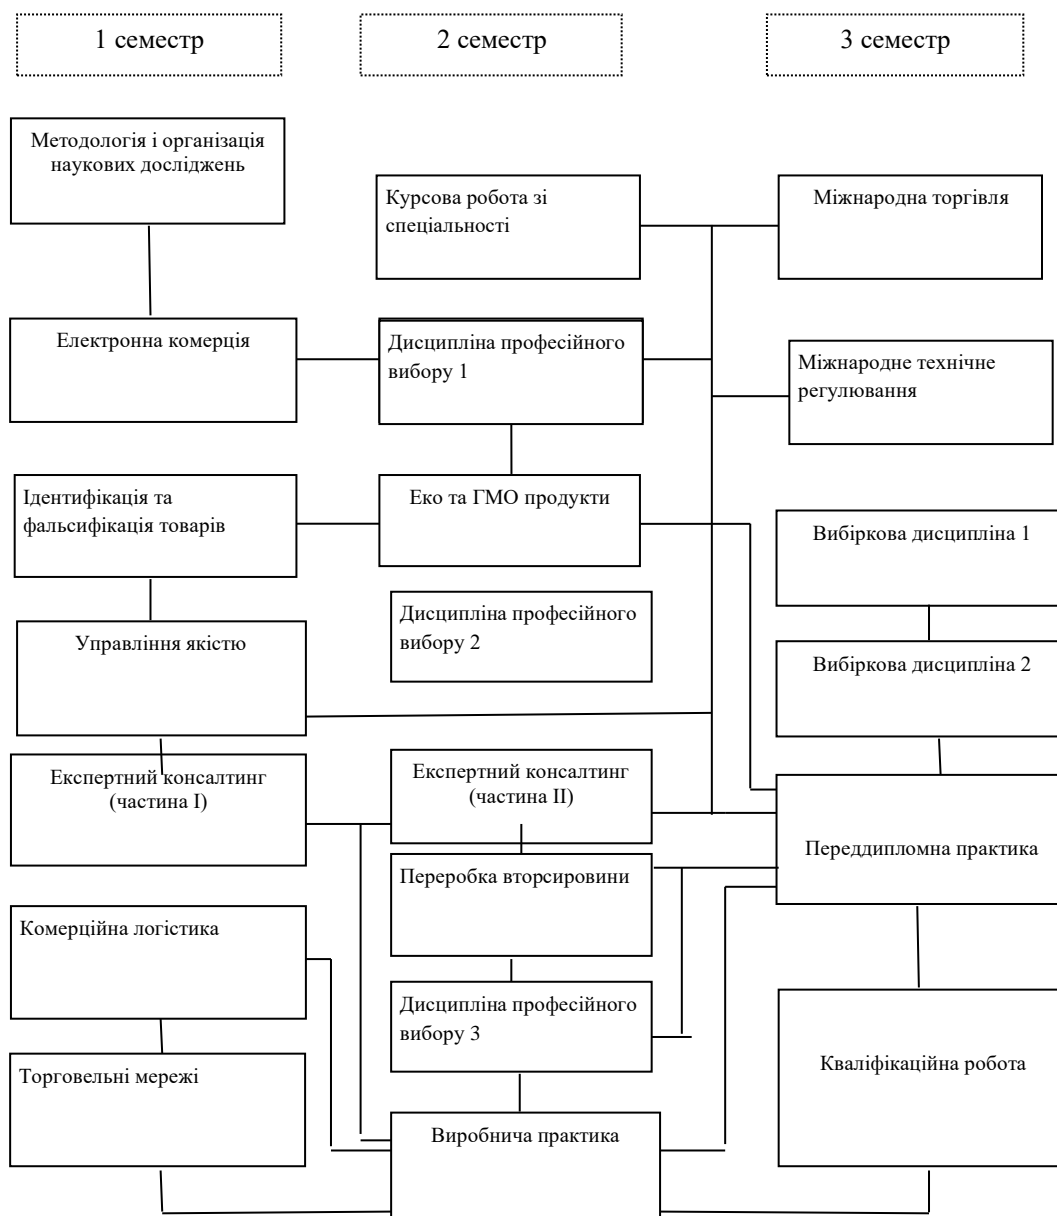 1 семестр
2 семестр
3 семестр
Методологія і організація
наукових досліджень
Електронна комерція
Ідентифікація та
фальсифікація товарів
Управління якістю
Експертний консалтинг
(частина I)
Комерційна логістика
Торговельні мережі
Курсова робота зі
спеціальності
Дисципліна професійного
вибору 1
Еко та ГМО продукти
Дисципліна професійного
вибору 2
Експертний консалтинг
(частина II)
Переробка вторсировини
Дисципліна професійного
вибору 3
Виробнича практика
Міжнародна торгівля
Міжнародне технічне
регулювання
Вибіркова дисципліна 1
Вибіркова дисципліна 2
Переддипломна практика
Кваліфікаційна робота